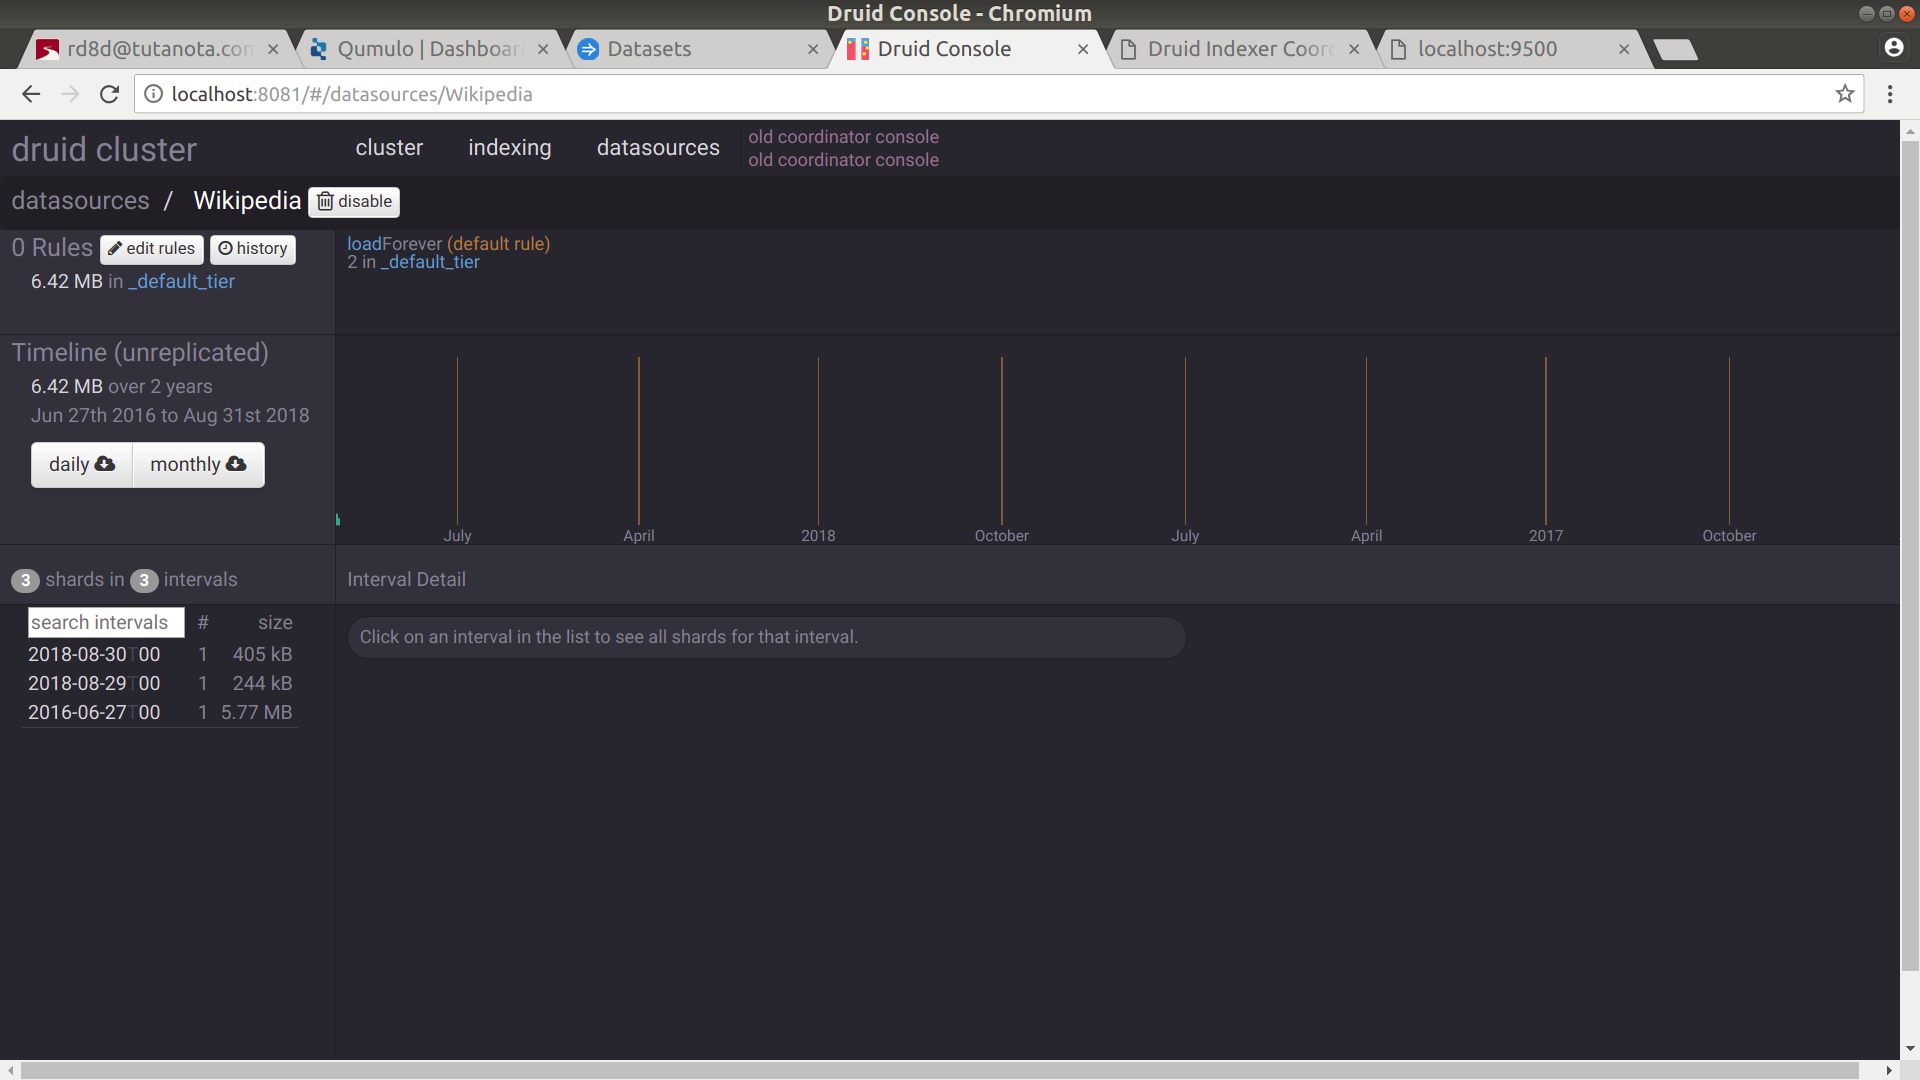 Druid Console - Chromium
rd8d@tutanota.con
Qumulo | Dashboar
Datasets
Druid Console
Druid Indexer Coor
localhost:9500
localhost:8081/#/datasources/Wikipedia
druid cluster
cluster
indexing
datasources
old coordinator console
old coordinator console
datasources / Wikipedia disable
0 Rules edit rules history
6.42 MB in _default_tier
loadForever (default rule)
2 in _default_tier
Timeline (unreplicated)
6.42 MB over 2 years
Jun 27th 2016 to Aug 31st 2018
daily monthly
July April 2018 October July April 2017 October
3 shards in 3 intervals
Interval Detail
search intervals # size
2018-08-30T00 1 405 kB
2018-08-29T00 1 244 kB
2016-06-27T00 1 5.77 MB
Click on an interval in the list to see all shards for that interval.